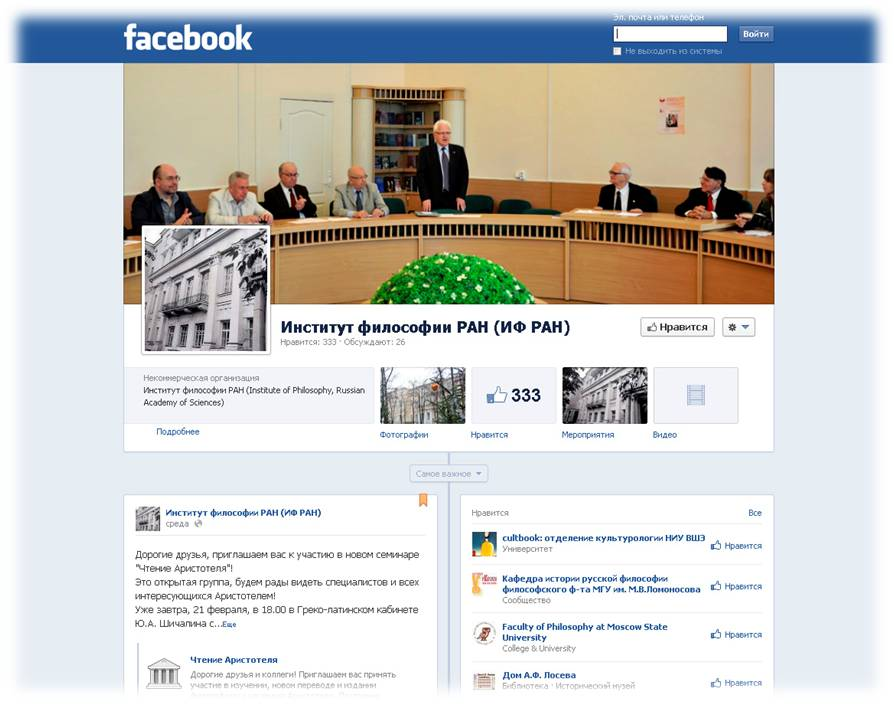 Эл. почта или телефон
facebook
Войти
Не выходить из системы
Институт философии РАН (ИФ РАН)
Нравится: 333 · Обсуждают: 26
Нравится
Некоммерческая организация
Институт философии РАН (Institute of Philosophy, Russian
Academy of Sciences)
Подробнее
333
Фотографии
Нравится
Мероприятия
Видео
Самое важное
Институт философии РАН (ИФ РАН)
среда
Дорогие друзья, приглашаем вас к участию в новом семинаре
"Чтение Аристотеля"!
Это открытая группа, будем рады видеть специалистов и всех
интересующихся Аристотелем!
Уже завтра, 21 февраля, в 18.00 в Греко-латинском кабинете
Ю.А. Шичалина с...Еще
Чтение Аристотеля
Дорогие друзья и коллеги! Приглашаем вас принять
участие в изучении, новом переводе и издании
Нравится
Все
cultbook: отделение культурологии НИУ ВШЭ
Университет
Нравится
Кафедра истории русской философии
философского ф-та МГУ им. М.В.Ломоносова
Сообщество
Нравится
Faculty of Philosophy at Moscow State
University
College & University
Нравится
Дом А.Ф. Лосева
Библиотека · Исторический музей
Нравится